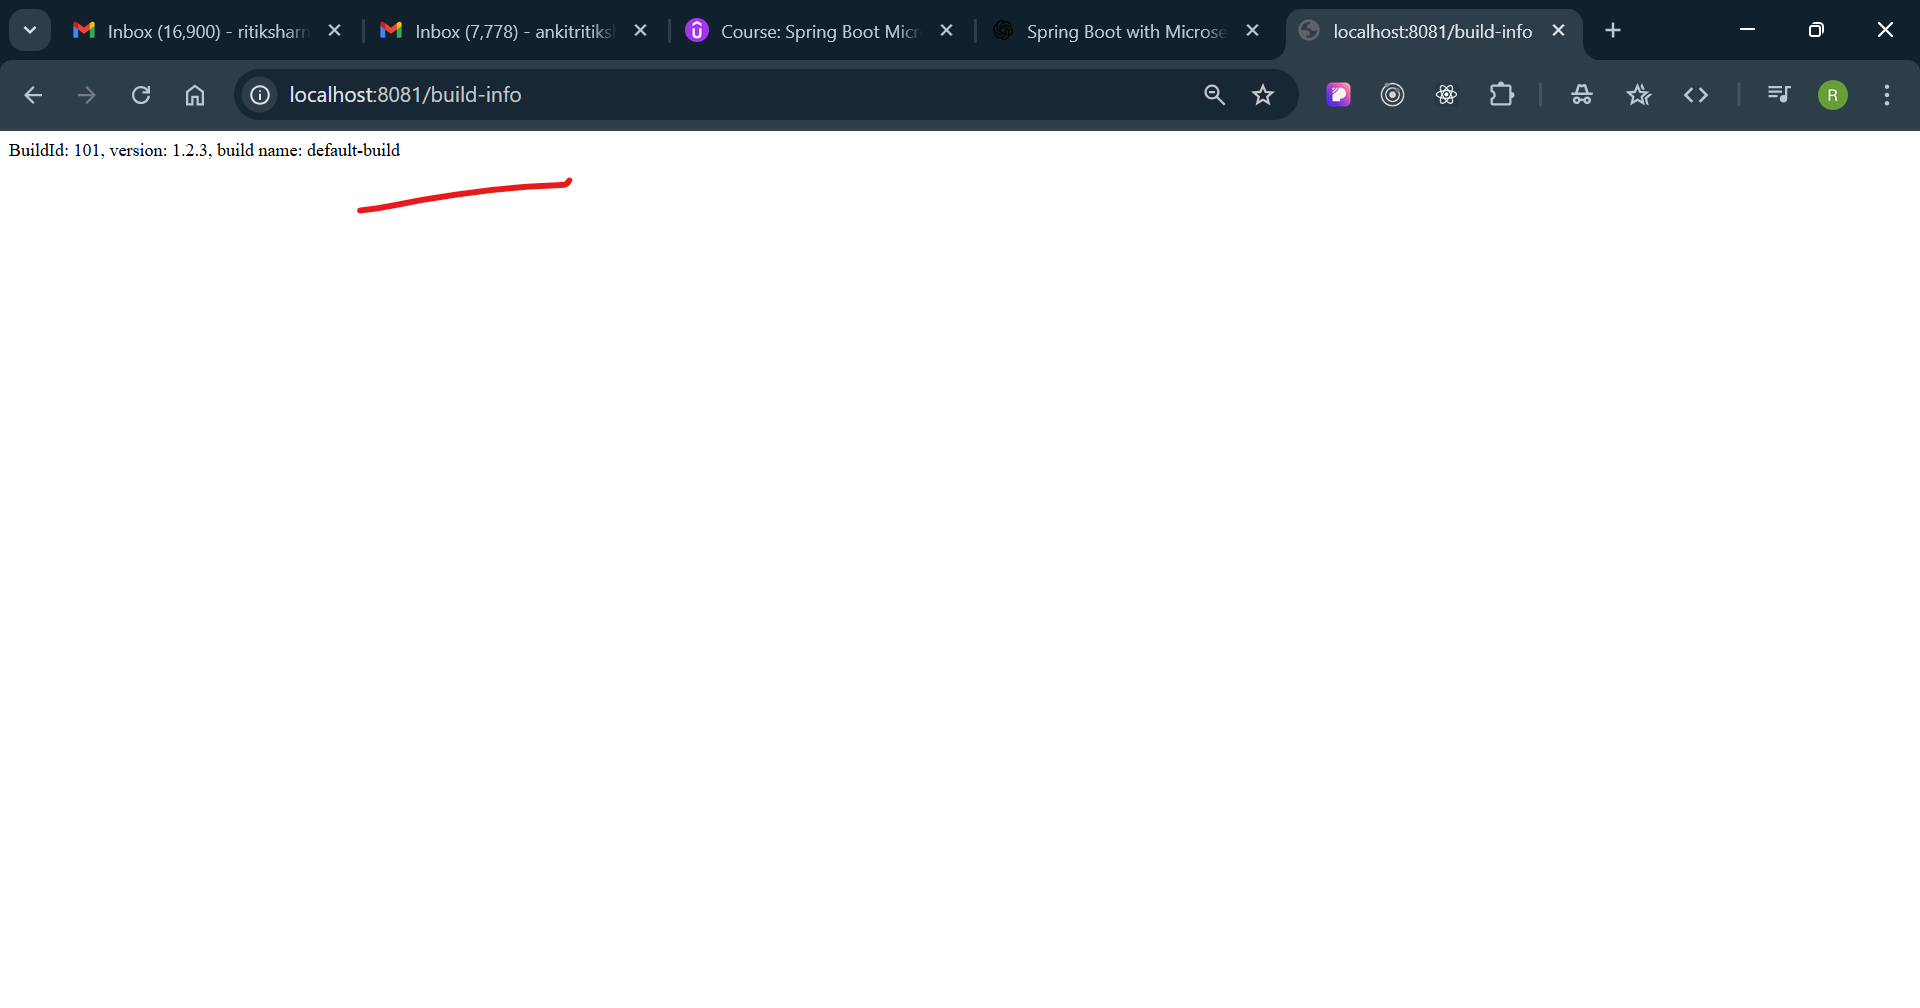 Inbox (16,900) - ritiksharm
Inbox (7,778) - ankitritiks
Course: Spring Boot Micr
Spring Boot with Microse
localhost:8081/build-info
localhost:8081/build-info
R
BuildId: 101, version: 1.2.3, build name: default-build